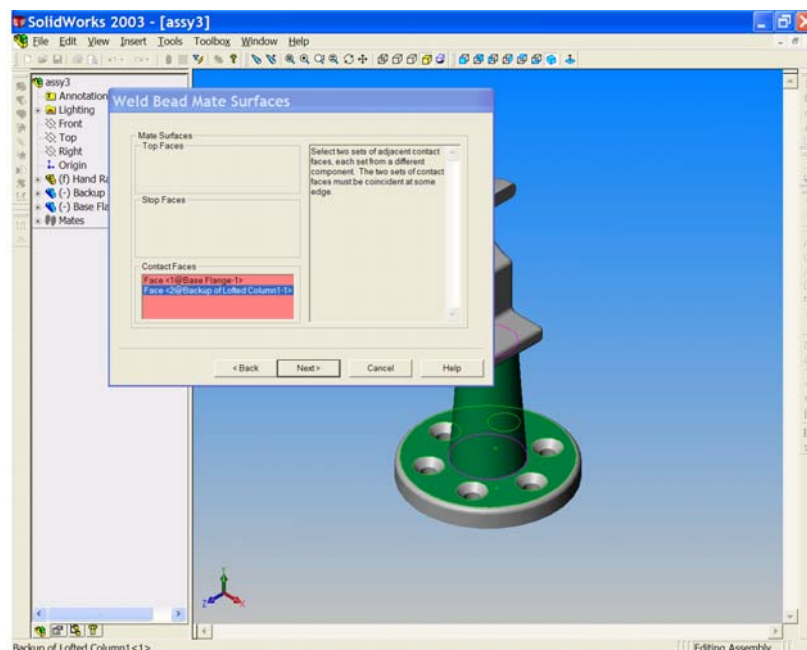 SolidWorks 2003 - [assy3]
File Edit View Insert Tools Toolbox Window Help
assy3
Annotation
Lighting
Front
Top
Right
Origin
(f) Hand Ra
(-) Backup
(-) Base Fla
Mates
Weld Bead Mate Surfaces
Mate Surfaces
Top Faces
Stop Faces
Contact Faces
Face <1@Base Flange-1>
Face <2@Backup of Lofted Column1-1>
Select two sets of adjacent contact
faces, each set from a different
component. The two sets of contact
faces must be coincident at some
edge.
< Back Next > Cancel Help
Y
Z X
Backup of Lofted Column1<1> Editing Assembly